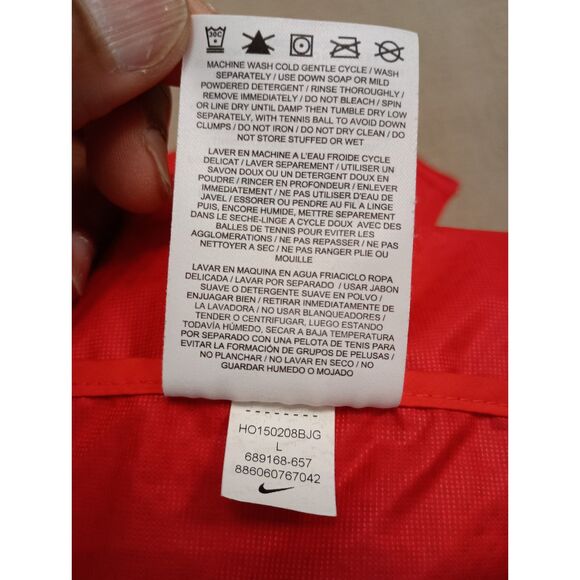 30C
MACHINE WASH COLD GENTLE CYCLE / WASH
SEPARATELY / USE DOWN SOAP OR MILD
POWDERED DETERGENT / RINSE THOROUGHLY /
REMOVE IMMEDIATELY / DO NOT BLEACH / SPIN
OR LINE DRY UNTIL DAMP THEN TUMBLE DRY LOW
SEPARATELY, WITH TENNIS BALL TO AVOID DOWN
CLUMPS / DO NOT IRON / DO NOT DRY CLEAN / DO
NOT STORE STUFFED OR WET
LAVER EN MACHINE A L'EAU FROIDE CYCLE
DELICAT / LAVER SEPAREMENT / UTILISER UN
SAVON DOUX OU UN DETERGENT DOUX EN
POUDRE / RINCER EN PROFONDEUR / ENLEVER
IMMEDIATEMENT / NE PAS UTILISER D'EAU DE
JAVEL / ESSORER OU PENDRE AU FIL A LINGE
PUIS, ENCORE HUMIDE, METTRE SEPAREMENT
DANS LE SECHE-LINGE A CYCLE DOUX AVEC DES
BALLES DE TENNIS POUR EVITER LES
AGGLOMERATIONS / NE PAS REPASSER / NE PAS
NETTOYER A SEC / NE PAS RANGER PLIE OU
MOUILLE
LAVAR EN MAQUINA EN AGUA FRIACICLO ROPA
DELICADA / LAVAR POR SEPARADO / USAR JABON
SUAVE O DETERGENTE SUAVE EN POLVO /
ENJUAGAR BIEN / RETIRAR INMEDIATAMENTE DE
LA LAVADORA / NO USAR BLANQUEADORES /
TENDER O CENTRIFUGAR, LUEGO ESTANDO
TODAVÍA HÚMEDO, SECAR A BAJA TEMPERATURA
POR SEPARADO CON UNA PELOTA DE TENIS PARA
EVITAR LA FORMACIÓN DE GRUPOS DE PELUSAS /
NO PLANCHAR / NO LAVAR EN SECO / NO
GUARDAR HUMEDO O MOJADO
HO150208BJG
L
689168-657
886060767042